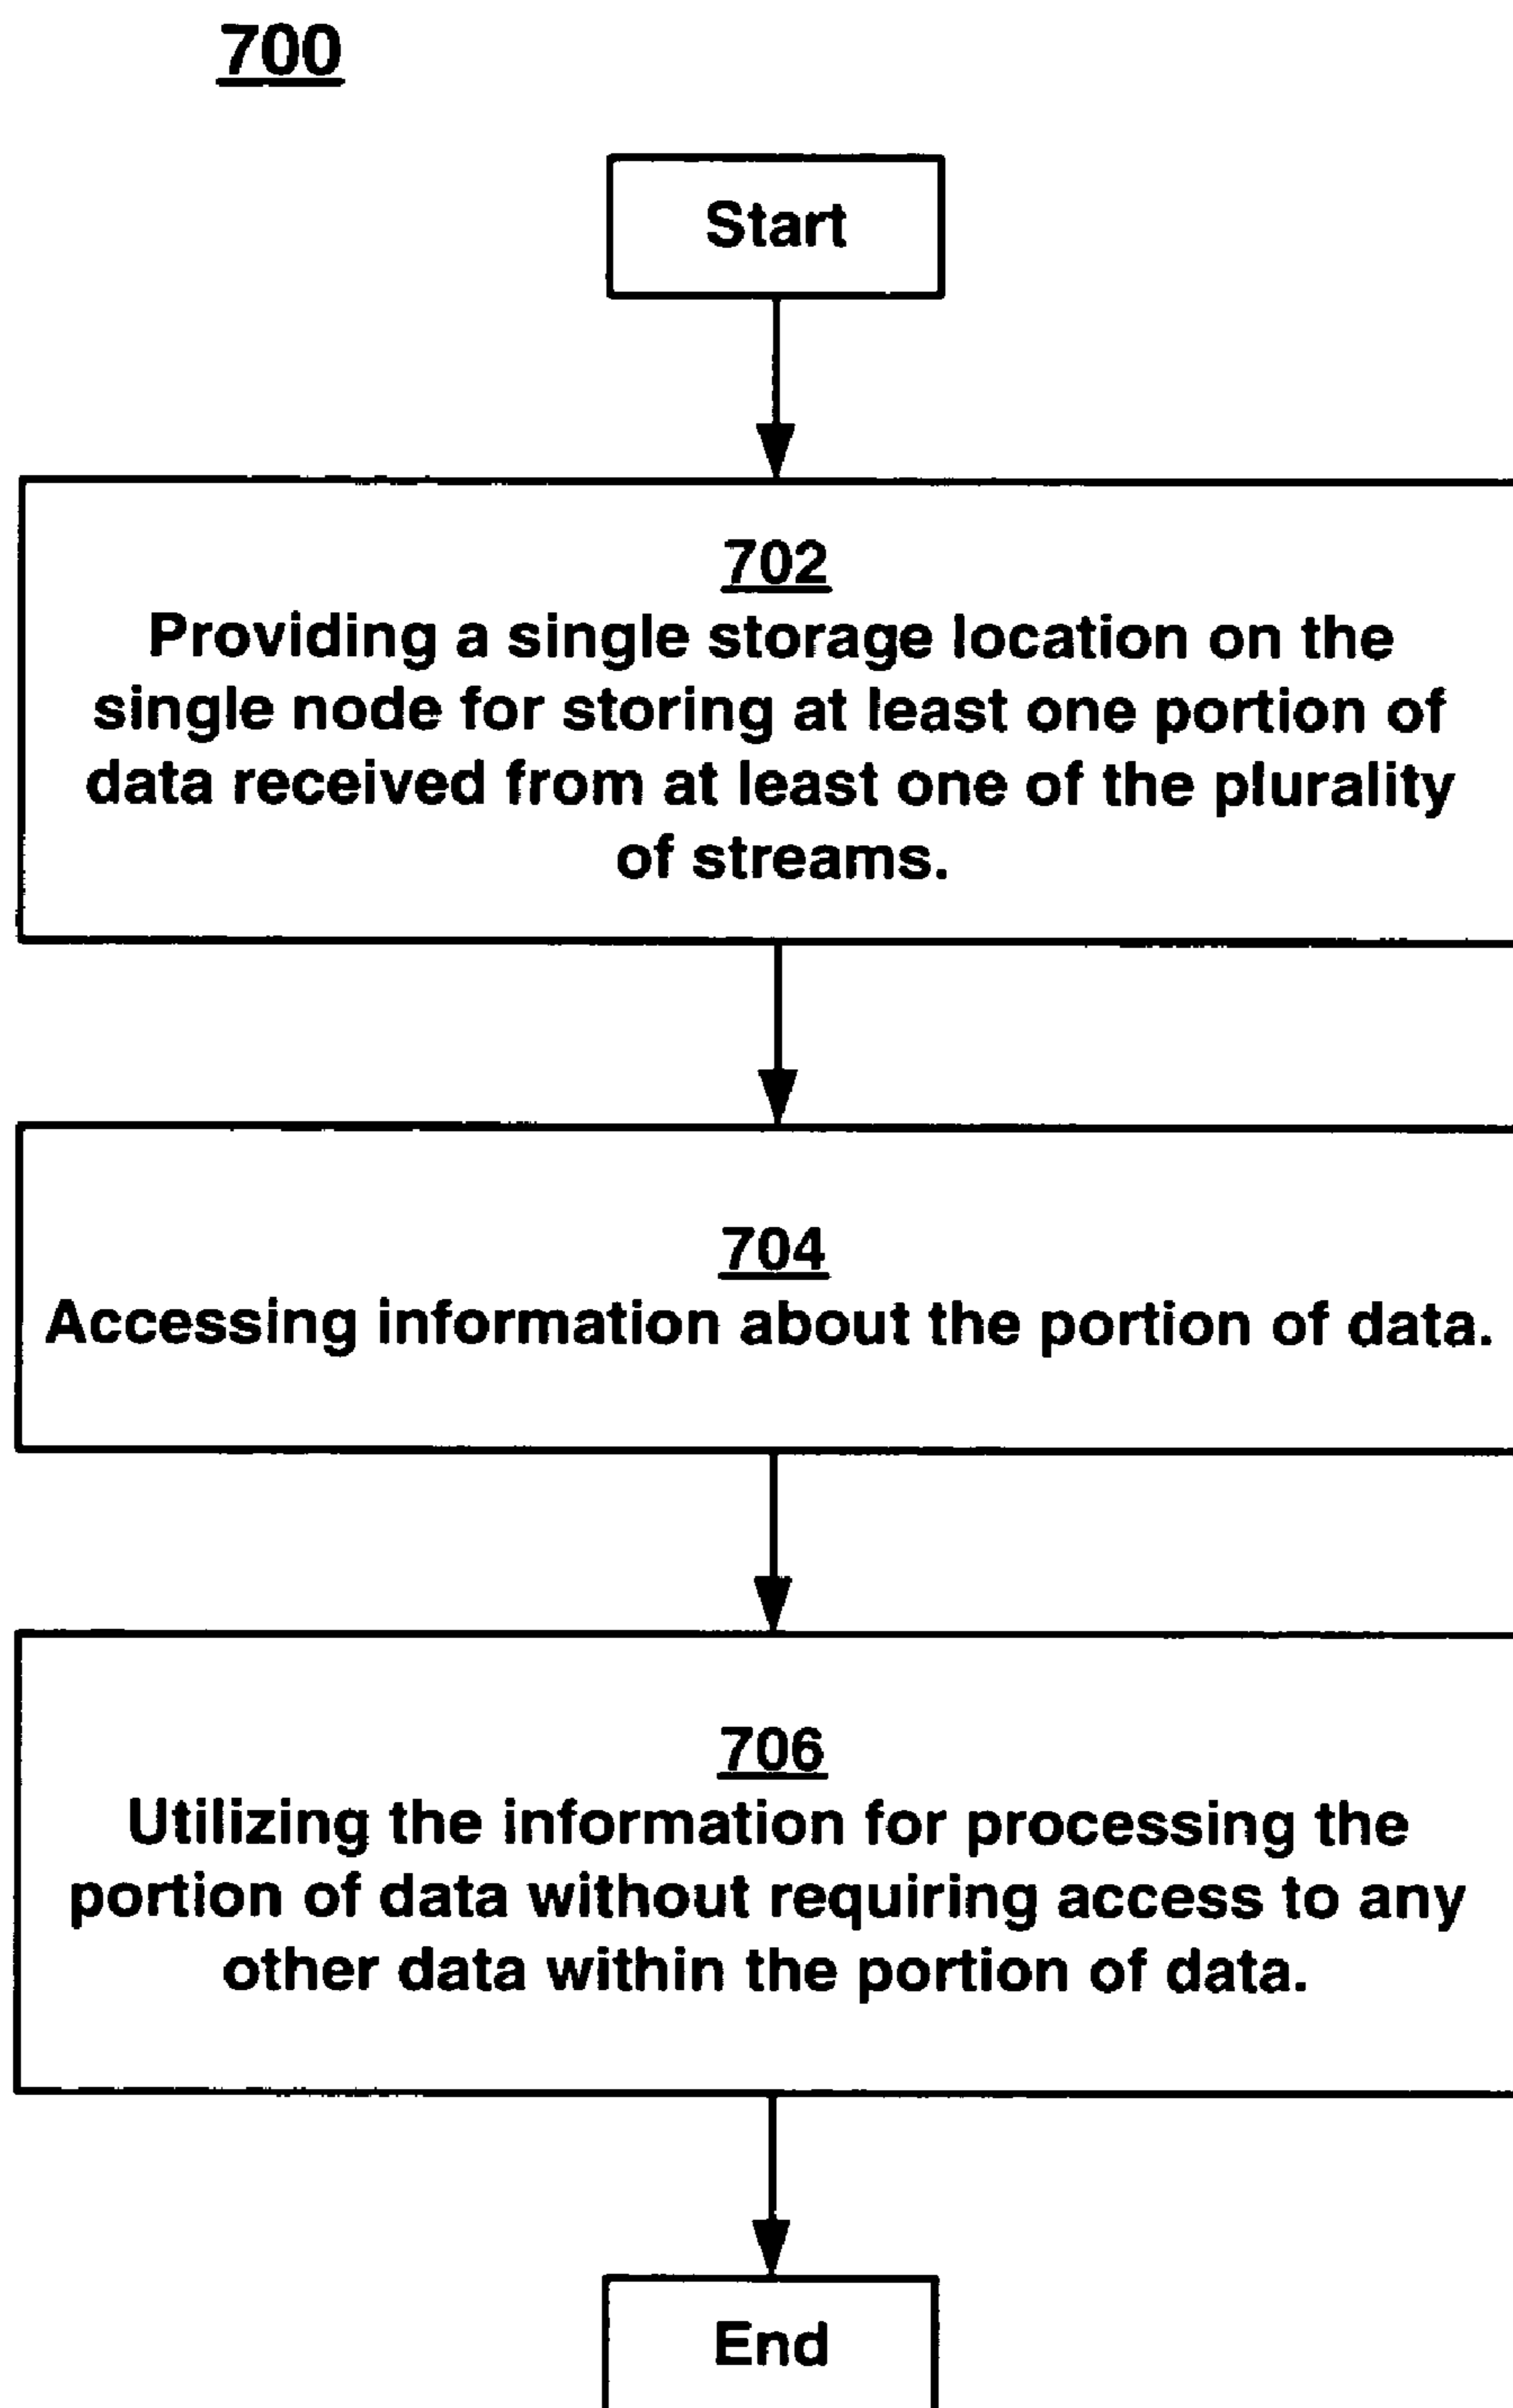 700
Start
702
Providing a single storage location on the
single node for storing at least one portion of
data received from at least one of the plurality
of streams.
704
Accessing information about the portion of data.
706
Utilizing the information for processing the
portion of data without requiring access to any
other data within the portion of data.
End